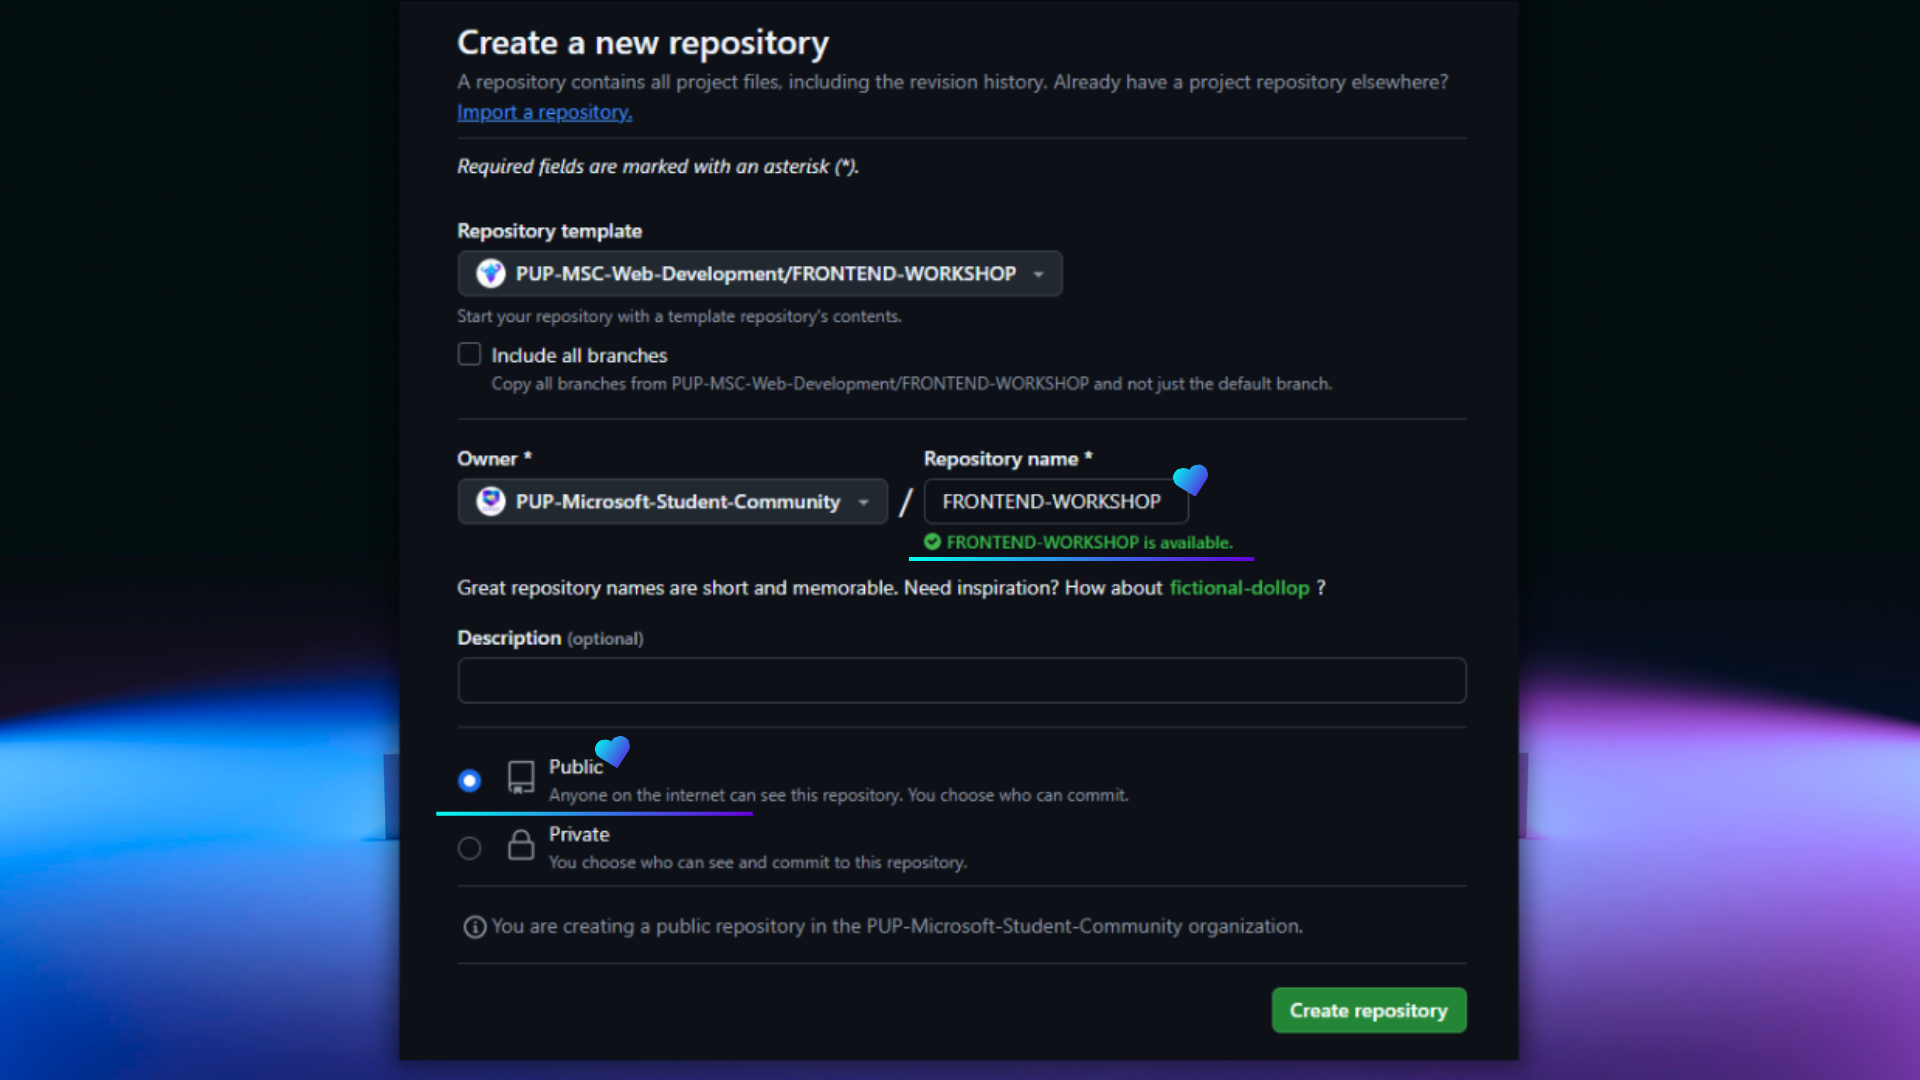 Create a new repository
A repository contains all project files, including the revision history. Already have a project repository elsewhere?
Import a repository.
Required fields are marked with an asterisk (*).
Repository template
PUP-MSC-Web-Development/FRONTEND-WORKSHOP
Start your repository with a template repository's contents.
Include all branches
Copy all branches from PUP-MSC-Web-Development/FRONTEND-WORKSHOP and not just the default branch.
Owner * Repository name *
PUP-Microsoft-Student-Community / FRONTEND-WORKSHOP
FRONTEND-WORKSHOP is available.
Great repository names are short and memorable. Need inspiration? How about fictional-dollop ?
Description (optional)
Public
Anyone on the internet can see this repository. You choose who can commit.
Private
You choose who can see and commit to this repository.
You are creating a public repository in the PUP-Microsoft-Student-Community organization.
Create repository